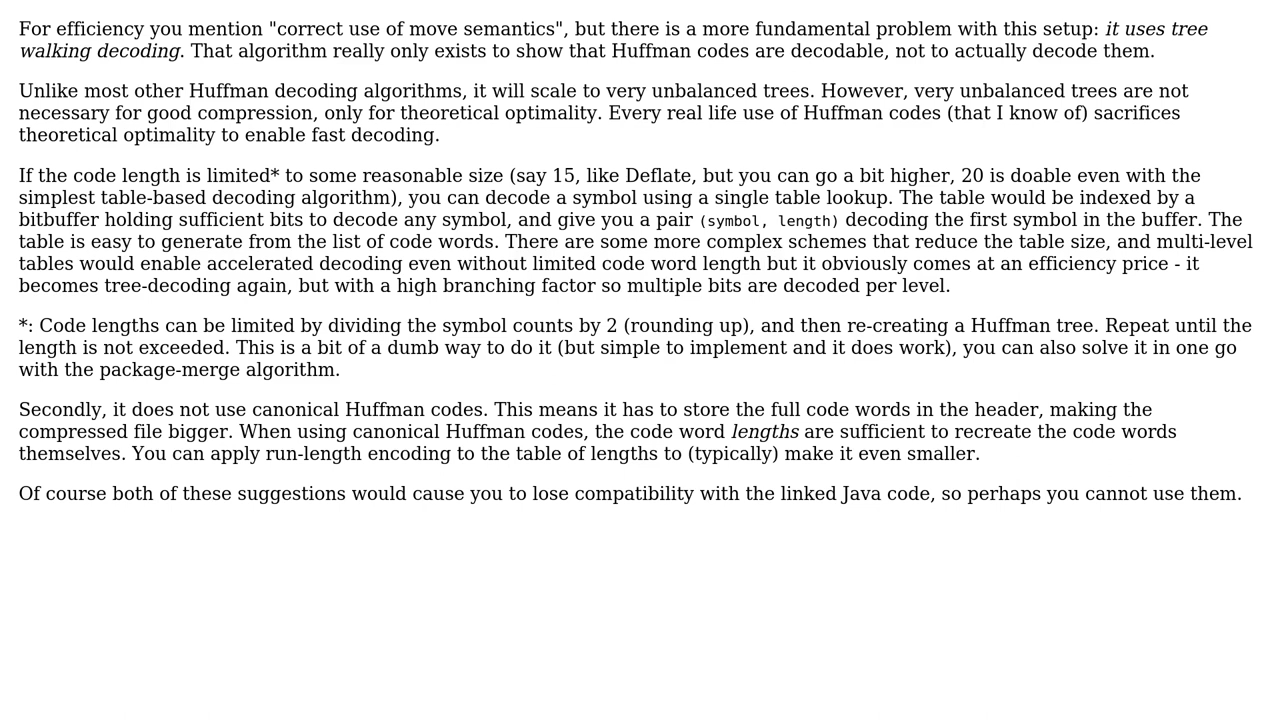 For efficiency you mention "correct use of move semantics", but there is a more fundamental problem with this setup: it uses tree
walking decoding. That algorithm really only exists to show that Huffman codes are decodable, not to actually decode them.
Unlike most other Huffman decoding algorithms, it will scale to very unbalanced trees. However, very unbalanced trees are not
necessary for good compression, only for theoretical optimality. Every real life use of Huffman codes (that I know of) sacrifices
theoretical optimality to enable fast decoding.
If the code length is limited* to some reasonable size (say 15, like Deflate, but you can go a bit higher, 20 is doable even with the
simplest table-based decoding algorithm), you can decode a symbol using a single table lookup. The table would be indexed by a
bitbuffer holding sufficient bits to decode any symbol, and give you a pair (symbol, length) decoding the first symbol in the buffer. The
table is easy to generate from the list of code words. There are some more complex schemes that reduce the table size, and multi-level
tables would enable accelerated decoding even without limited code word length but it obviously comes at an efficiency price - it
becomes tree-decoding again, but with a high branching factor so multiple bits are decoded per level.
*: Code lengths can be limited by dividing the symbol counts by 2 (rounding up), and then re-creating a Huffman tree. Repeat until the
length is not exceeded. This is a bit of a dumb way to do it (but simple to implement and it does work), you can also solve it in one go
with the package-merge algorithm.
Secondly, it does not use canonical Huffman codes. This means it has to store the full code words in the header, making the
compressed file bigger. When using canonical Huffman codes, the code word lengths are sufficient to recreate the code words
themselves. You can apply run-length encoding to the table of lengths to (typically) make it even smaller.
Of course both of these suggestions would cause you to lose compatibility with the linked Java code, so perhaps you cannot use them.